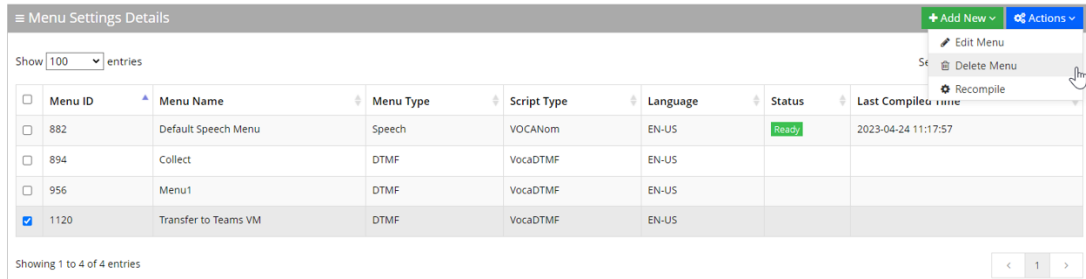 Menu Settings Details
Add New
Actions
Edit Menu
Show 100 entries
Delete Menu
Recompile
Menu ID Menu Name Menu Type Script Type Language Status Last Compiled Time
882 Default Speech Menu Speech VOCANom EN-US Ready 2023-04-24 11:17:57
894 Collect DTMF VocaDTMF EN-US
956 Menu1 DTMF VocaDTMF EN-US
1120 Transfer to Teams VM DTMF VocaDTMF EN-US
Showing 1 to 4 of 4 entries
< 1 >